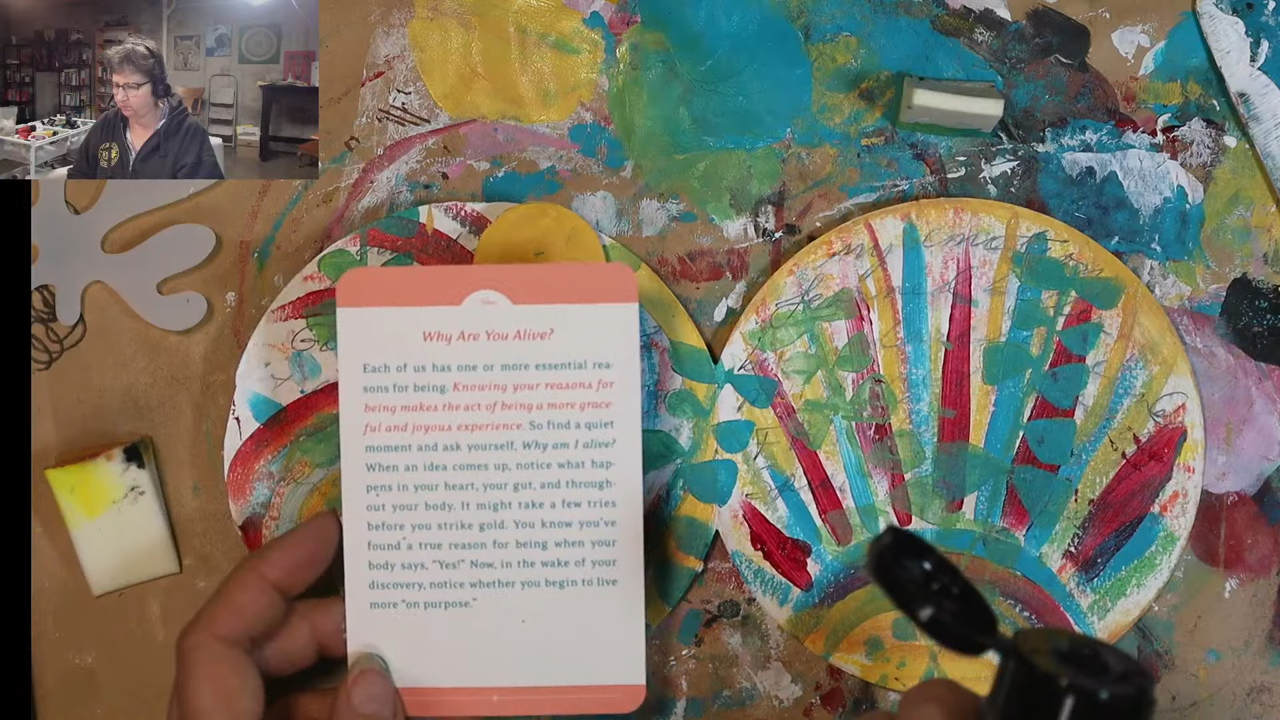 Why Are You Alive?
Each of us has one or more essential rea-
sons for being. Knowing your reasons for
being makes the act of being a more grace-
ful and joyous experience. So find a quiet
moment and ask yourself, Why am I alive?
When an idea comes up, notice what hap-
pens in your heart, your gut, and through-
out your body. It might take a few tries
before you strike gold. You know you've
found a true reason for being when your
body says, "Yes!" Now, in the wake of your
discovery, notice whether you begin to live
more "on purpose."